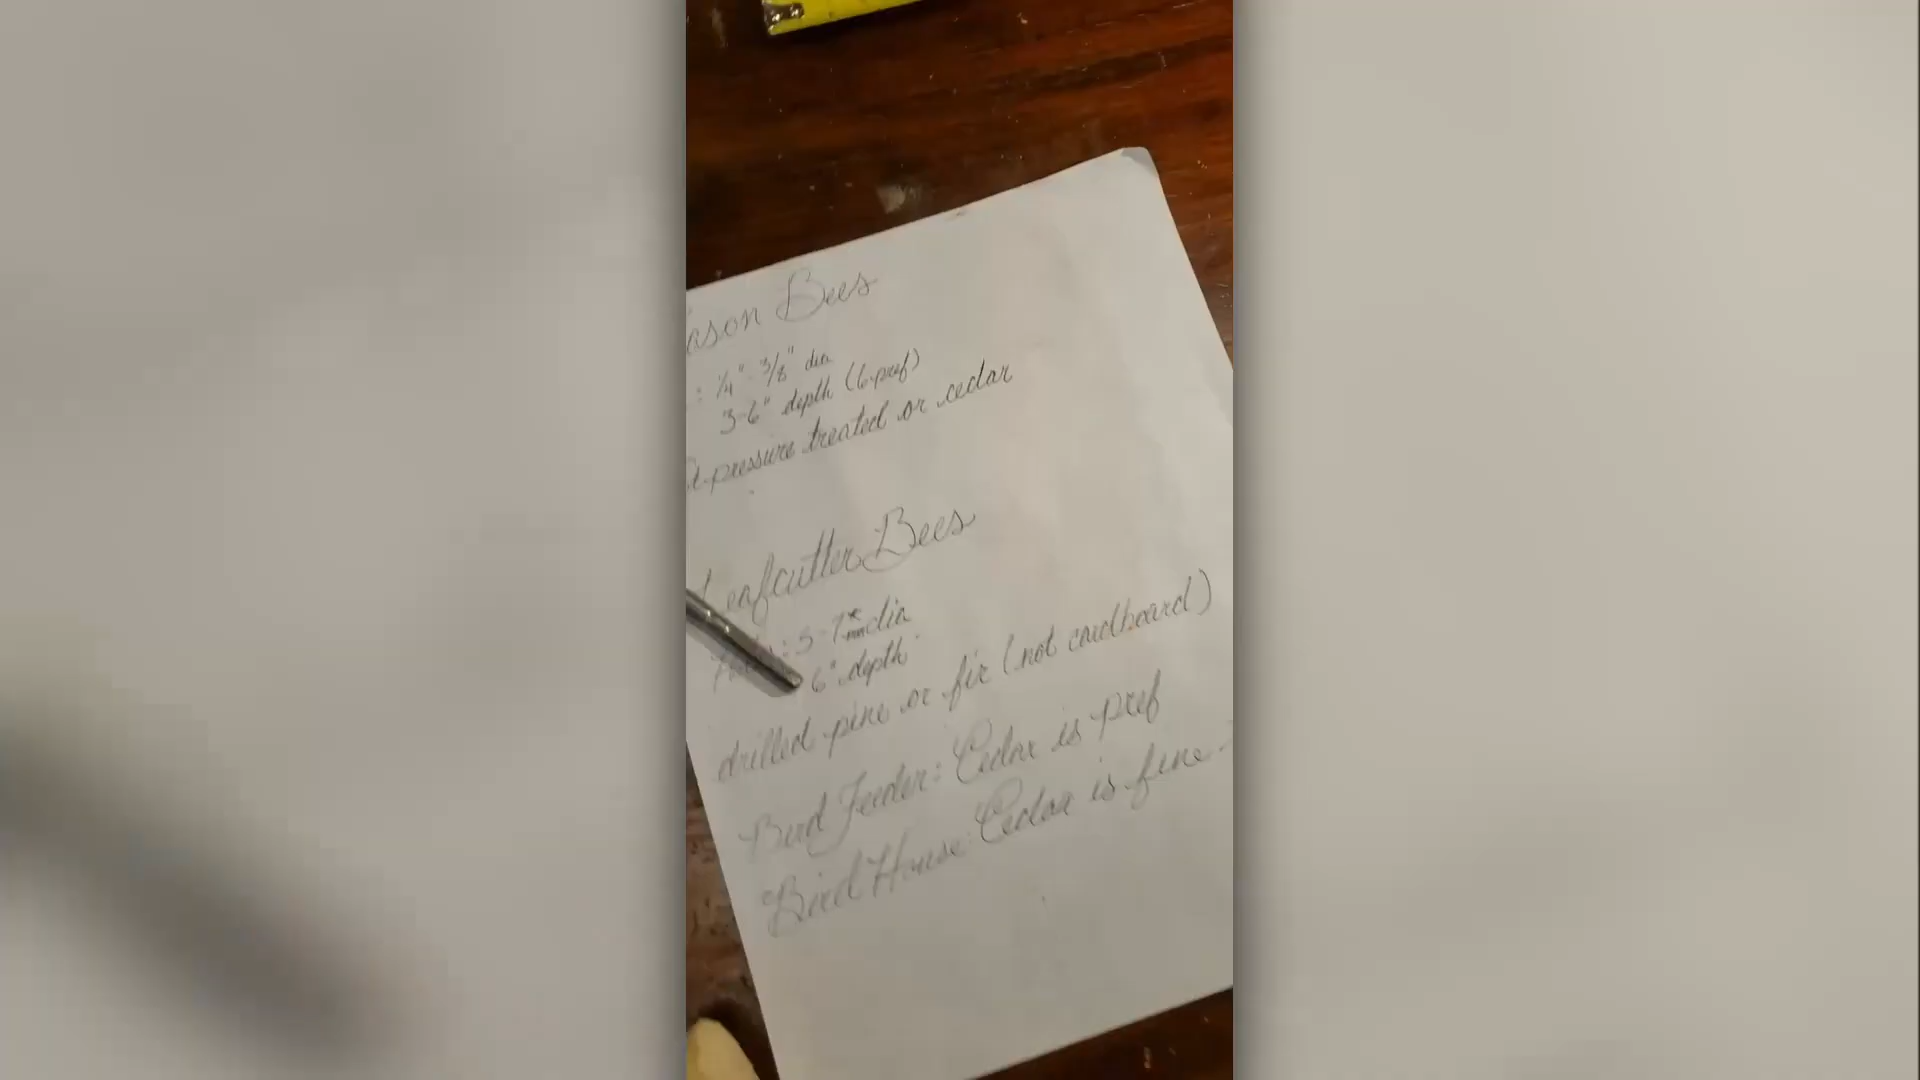 ason Bees
: 1/4" - 3/8" dia
3-6" depth (6 pref)
pressure treated or cedar
Leafcutter Bees
: 5-7 mm dia
6" depth
drilled pine or fir (not cardboard)
Bird Feeder: Cedar is pref
Bird House: Cedar is fine